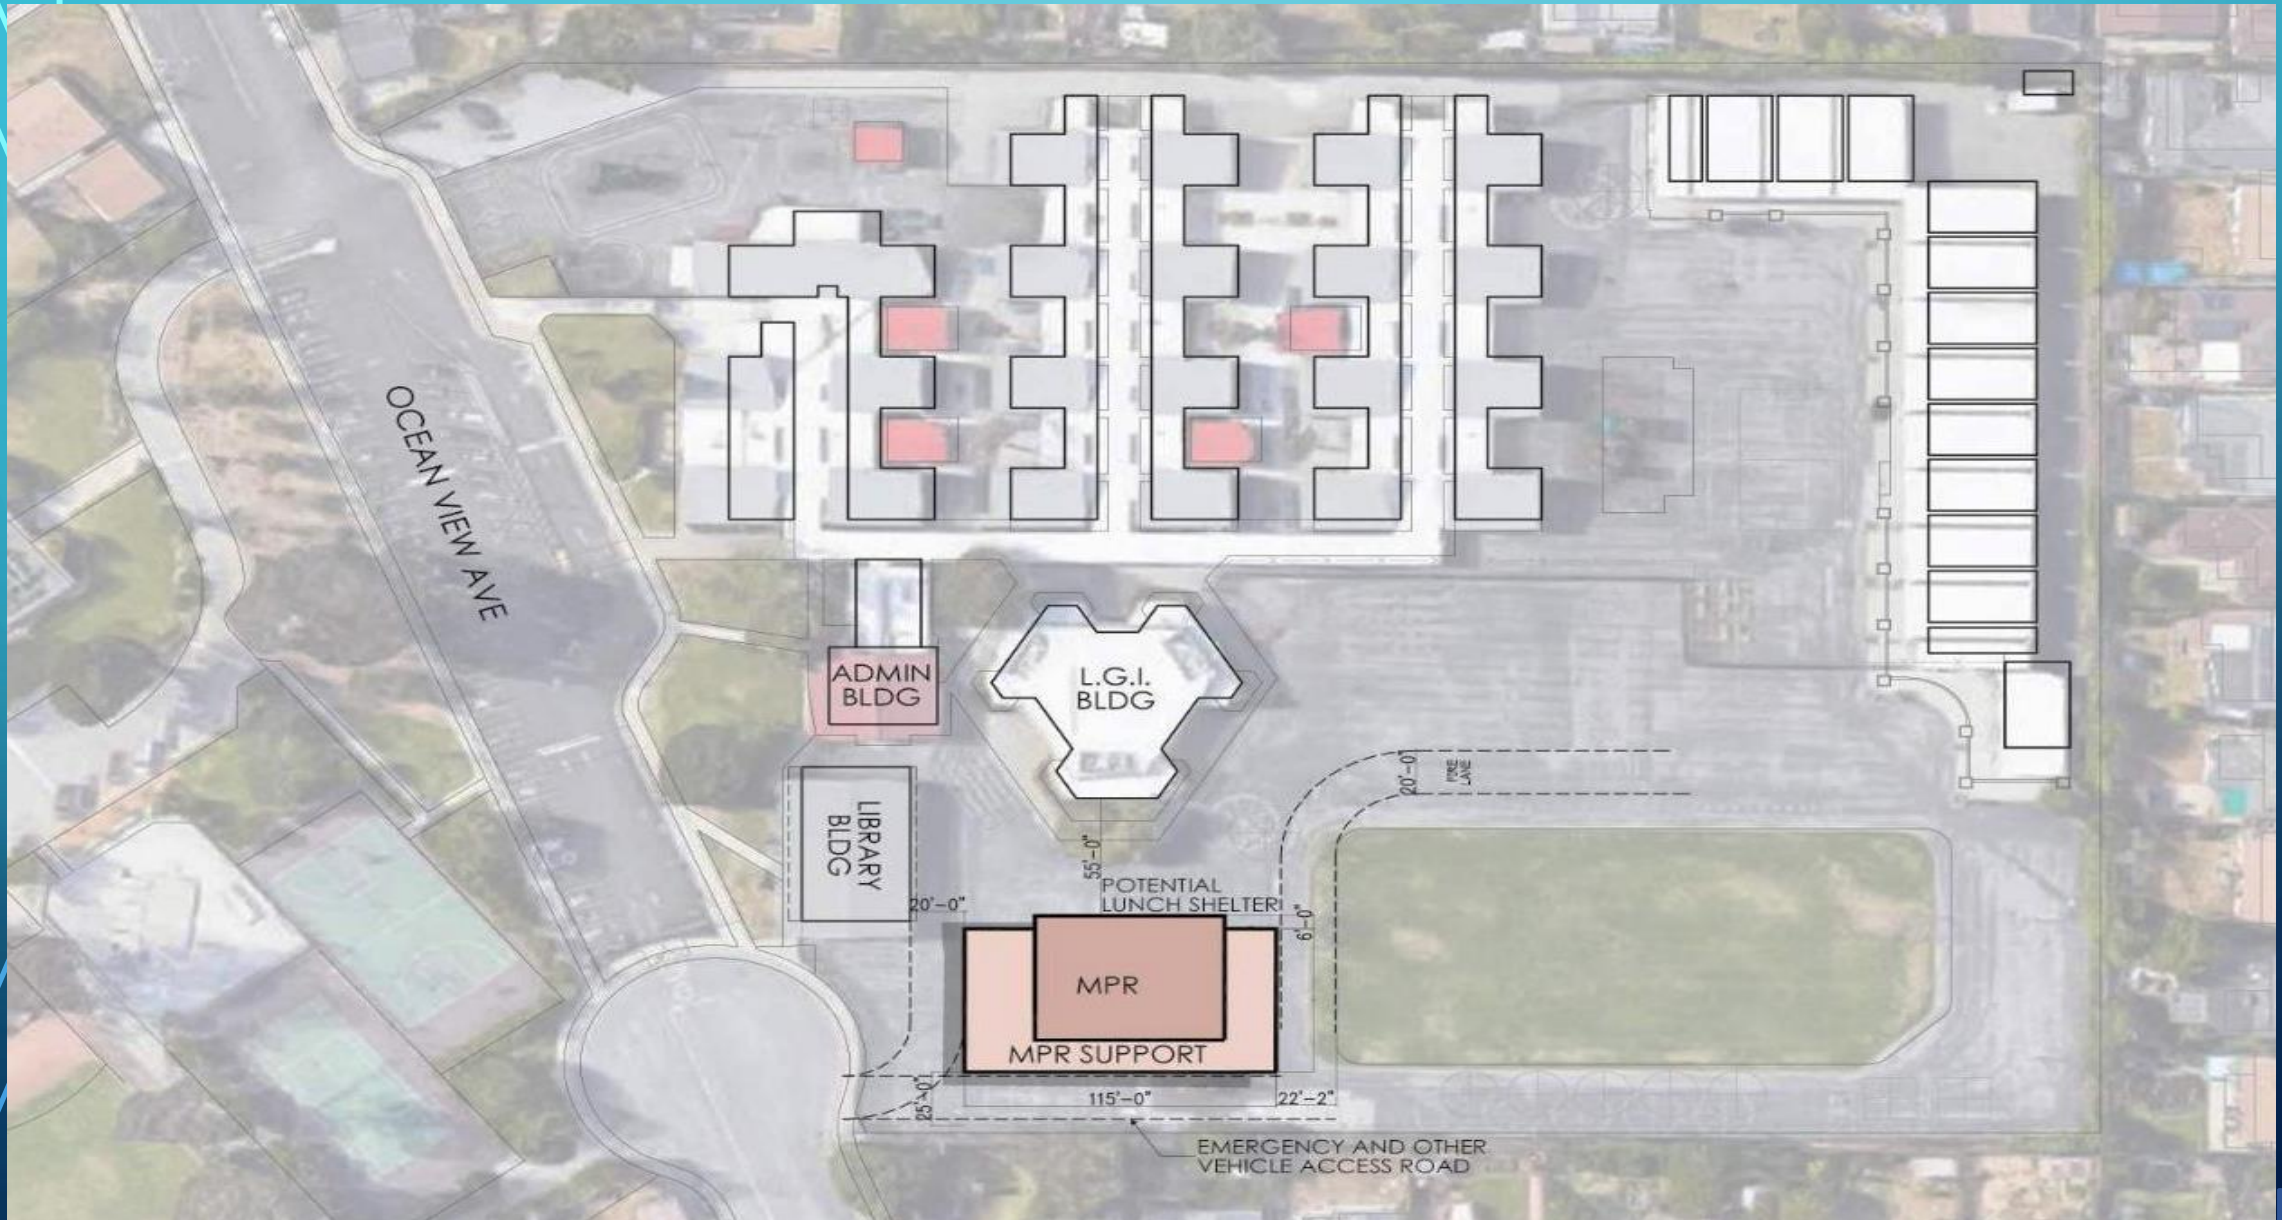 OCEAN VIEW AVE
ADMIN
BLDG
L.G.I.
BLDG
LIBRARY
BLDG
20'-0"
FIRE
LANE
55'-0"
POTENTIAL
LUNCH SHELTER
20'-0"
6'-0"
MPR
MPR SUPPORT
25'-0"
115'-0"
22'-2"
EMERGENCY AND OTHER
VEHICLE ACCESS ROAD